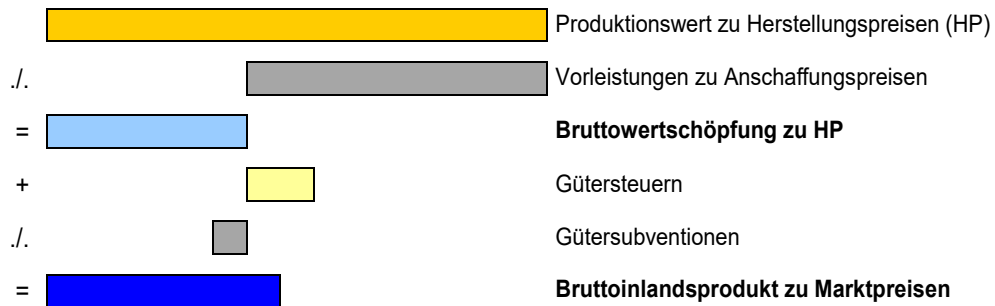 Produktionswert zu Herstellungspreisen (HP)
./. Vorleistungen zu Anschaffungspreisen
= Bruttowertschöpfung zu HP
+ Gütersteuern
./. Gütersubventionen
= Bruttoinlandsprodukt zu Marktpreisen